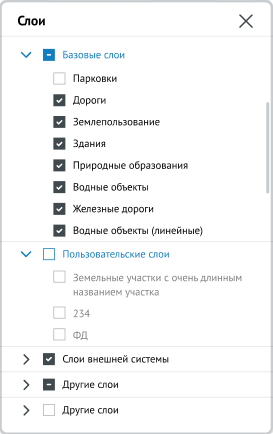 Слои
Базовые слои
Парковки
Дороги
Землепользование
Здания
Природные образования
Водные объекты
Железные дороги
Водные объекты (линейные)
Пользовательские слои
Земельные участки с очень длинным
названием участка
234
ФД
Слои внешней системы
Другие слои
Другие слои